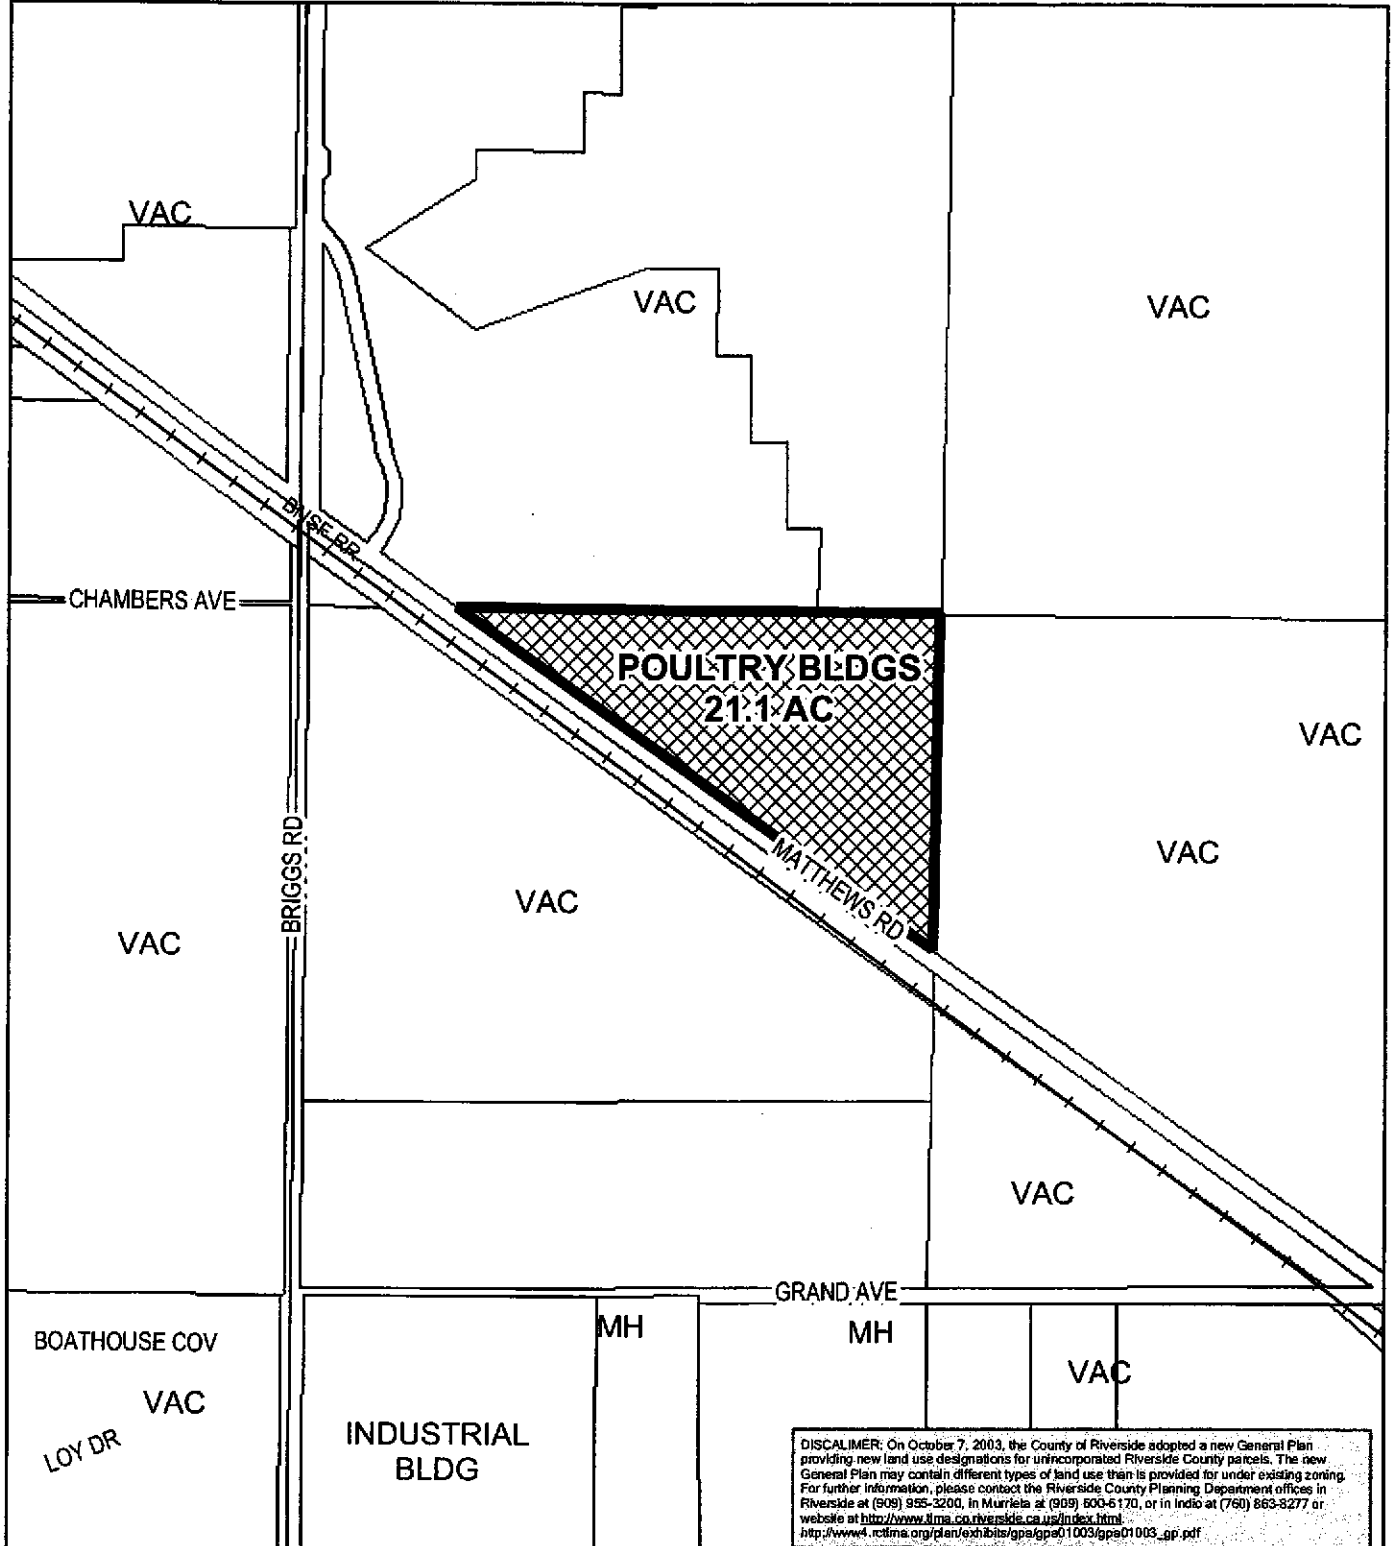 VAC
VAC
VAC
BNSF RR
CHAMBERS AVE
POULTRY BLDGS
21.1 AC
VAC
BRIGGS RD
MATTHEWS RD
VAC
VAC
VAC
VAC
GRAND AVE
BOATHOUSE COV
MH
MH
VAC
VAC
LOY DR
INDUSTRIAL
BLDG
DISCALIMER: On October 7, 2003, the County of Riverside adopted a new General Plan
providing new land use designations for unincorporated Riverside County parcels. The new
General Plan may contain different types of land use than is provided for under existing zoning.
For further information, please contact the Riverside County Planning Department offices in
Riverside at (909) 955-3200, in Murrieta at (909) 600-6170, or in Indio at (760) 863-8277 or
website at http://www.tlma.co.riverside.ca.us/index.html
http://www4.rctlma.org/plan/exhibits/gpa/gpa01003/gpa01003_gp.pdf